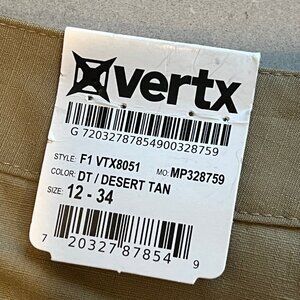 vertx
G 72032787854900328759
STYLE: F1 VTX8051
MO: MP328759
COLOR: DT / DESERT TAN
SIZE: 12 - 34
7 20327 87854 9